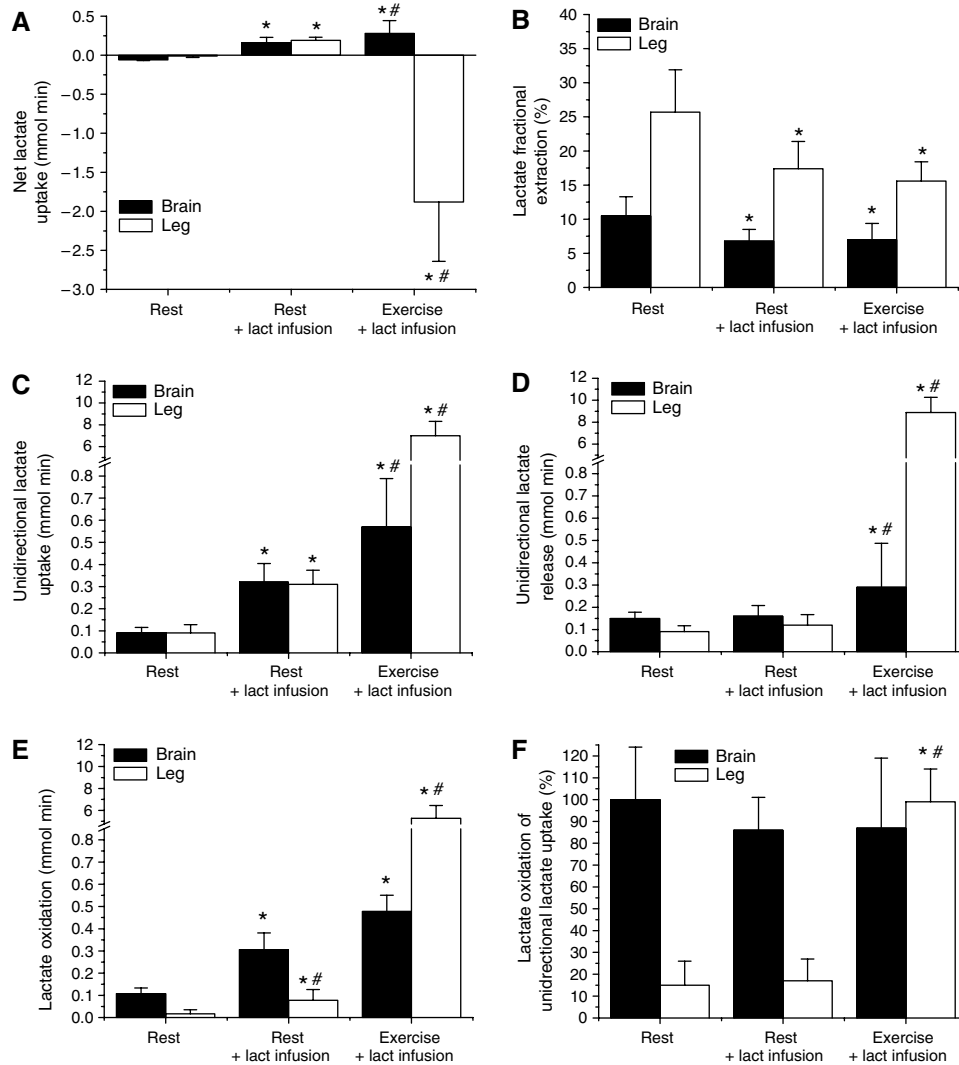 A
Net lactate
uptake (mmol min)
0.5
0.0
−0.5
−1.0
−1.5
−2.0
−2.5
−3.0
* * *# * #
Brain
Leg
Rest
Rest
+ lact infusion
Exercise
+ lact infusion
B
Lactate fractional
extraction (%)
40
35
30
25
20
15
10
5
0
Brain
Leg
* * * *
Rest
Rest
+ lact infusion
Exercise
+ lact infusion
C
Unidirectional lactate
uptake (mmol min)
12
10
8
6
0.8
0.7
0.6
0.5
0.4
0.3
0.2
0.1
0.0
Brain
Leg
* * * # * #
Rest
Rest
+ lact infusion
Exercise
+ lact infusion
D
Unidirectional lactate
release (mmol min)
12
10
8
6
0.8
0.7
0.6
0.5
0.4
0.3
0.2
0.1
0.0
Brain
Leg
* # * #
Rest
Rest
+ lact infusion
Exercise
+ lact infusion
E
Lactate oxidation (mmol min)
12
10
8
6
0.8
0.7
0.6
0.5
0.4
0.3
0.2
0.1
0.0
Brain
Leg
* * # * * #
Rest
Rest
+ lact infusion
Exercise
+ lact infusion
F
Lactate oxidation of
unidrectional lactate uptake (%)
120
110
100
90
80
70
60
50
40
30
20
10
0
Brain
Leg
* #
Rest
Rest
+ lact infusion
Exercise
+ lact infusion